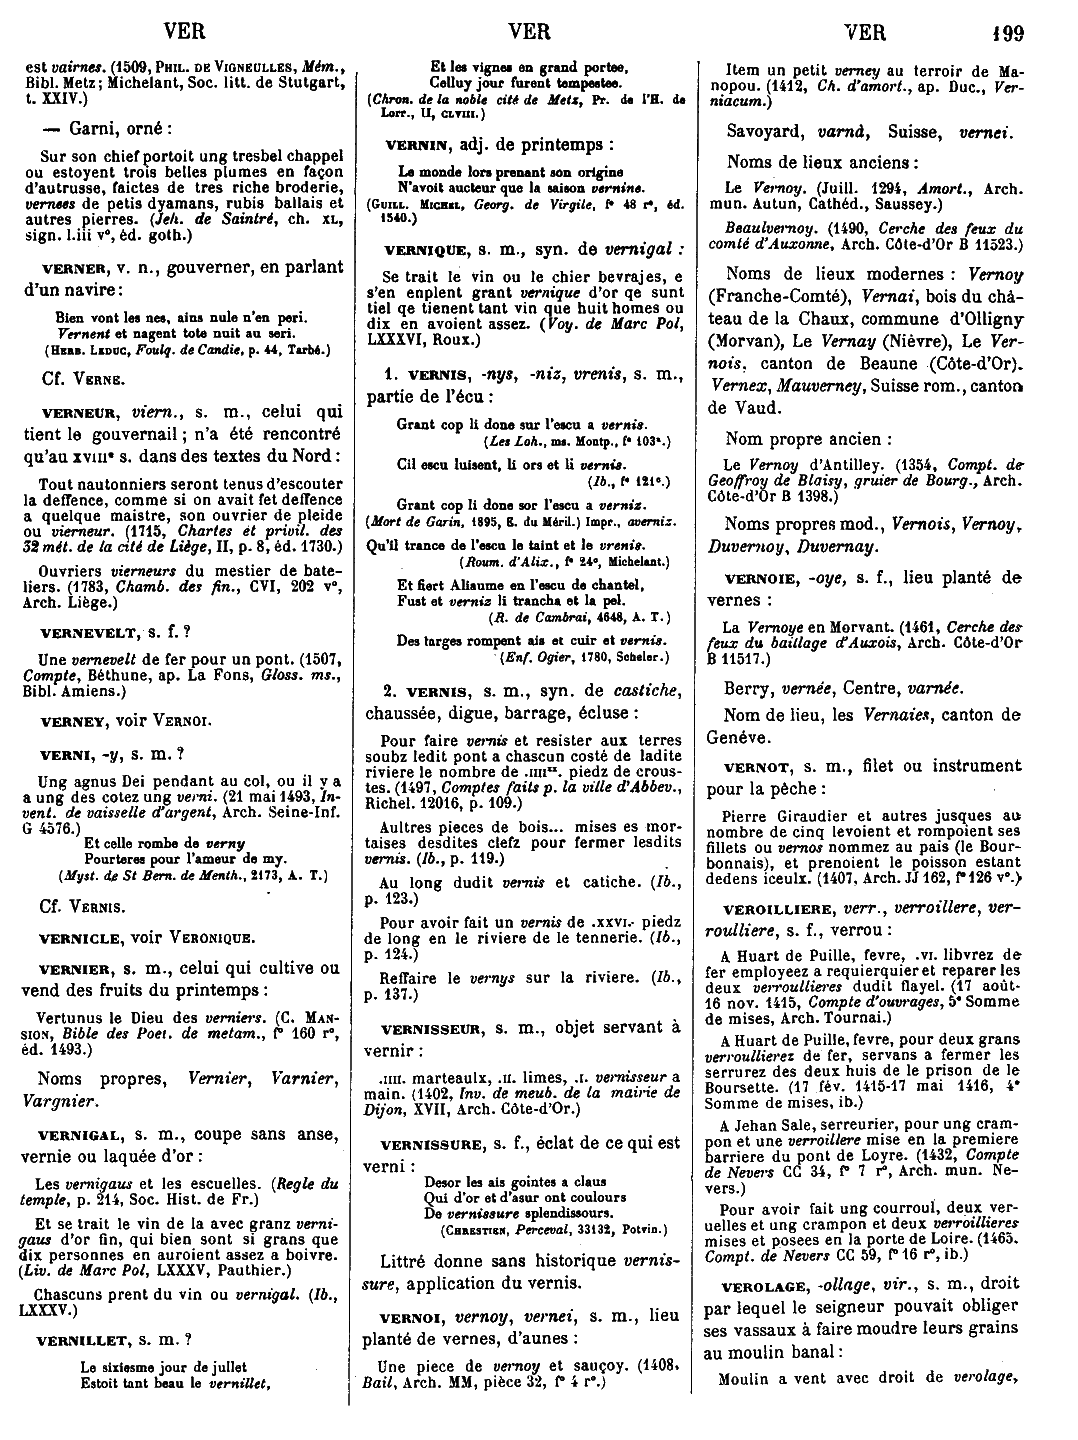 VER
VER
VER
199
est vairnes. (1509, PHIL. DE VIGNEULLES, Mém.,
Bibl. Metz; Michelant, Soc. litt. de Stutgart,
t. XXIV.)
— Garni, orné :
Sur son chief portoit ung tresbel chappel
ou estoyent trois belles plumes en façon
d'autrusse, faictes de tres riche broderie,
vernees de petis dyamans, rubis ballais et
autres pierres. (Jeh. de Saintré, ch. XL,
sign. l.iii v°, éd. goth.)
VERNER, v. n., gouverner, en parlant
d'un navire :
Bien vont les nes, ains nule n'en peri.
Vernent et nagent tote nuit au seri.
(HERB. LEDUC, Foulq. de Candie, p. 44, Tarbé.)
Cf. VERNE.
VERNEUR, viern., s. m., celui qui
tient le gouvernail ; n'a été rencontré
qu'au XVIIIe s. dans des textes du Nord :
Tout nautonniers seront tenus d'escouter
la deffence, comme si on avait fet deffence
a quelque maistre, son ouvrier de pleide
ou vierneur. (1715, Chartes et privil. des
32 mét. de la cité de Liège, II, p. 8, éd. 1730.)
Ouvriers vierneurs du mestier de bate-
liers. (1783, Chamb. des fin., CVI, 202 v°,
Arch. Liège.)
VERNEVELT, s. f. ?
Une vernevelt de fer pour un pont. (1507,
Compte, Béthune, ap. La Fons, Gloss. ms.,
Bibl. Amiens.)
VERNEY, voir VERNOI.
VERNI, -y, s. m. ?
Ung agnus Dei pendant au col, ou il y a
a ung des cotez ung verni. (21 mai 1493, In-
vent. de vaisselle d'argent, Arch. Seine-Inf.
G 4576.)
Et celle rombe de verny
Pourteres pour l'ameur de my.
(Myst. de St Bern. de Menth., 2173, A. T.)
Cf. VERNIS.
VERNICLE, voir VERONIQUE.
VERNIER, s. m., celui qui cultive ou
vend des fruits du printemps :
Vertunus le Dieu des verniers. (C. MAN-
SION, Bible des Poet. de metam., f° 160 r°,
éd. 1493.)
Noms propres, Vernier, Varnier,
Vargnier.
VERNIGAL, s. m., coupe sans anse,
vernie ou laquée d'or :
Les vernigaus et les escuelles. (Regle du
temple, p. 214, Soc. Hist. de Fr.)
Et se trait le vin de la avec granz verni-
gaus d'or fin, qui bien sont si grans que
dix personnes en auroient assez a boivre.
(Liv. de Marc Pol, LXXXV, Pauthier.)
Chascuns prent du vin ou vernigal. (Ib.,
LXXXV.)
VERNILLET, s. m. ?
Le sixiesme jour de jullet
Estoit tant beau le vernillet,
Et les vignes en grand portee,
Celluy jour furent tempestee.
(Chron. de la noble cité de Metz, Pr. de l'H. de
Lorr., II, CLVIII.)
VERNIN, adj. de printemps :
Le monde lors prenant son origine
N'avoit aucteur que la saison vernine.
(GUILL. MICHEL, Georg. de Virgile, f° 48 r°, éd.
1540.)
VERNIQUE, s. m., syn. de vernigal :
Se trait le vin ou le chier bevrajes, e
s'en enplent grant vernique d'or qe sunt
tiel qe tienent tant vin que huit homes ou
dix en avoient assez. (Voy. de Marc Pol,
LXXXVI, Roux.)
1. VERNIS, -nys, -niz, vrenis, s. m.,
partie de l'écu :
Grant cop li done sur l'escu a vernis.
(Les Loh., ms. Montp., f° 103ᵃ.)
Cil escu luisent, li ors et li vernis.
(Ib., f° 121ᶜ.)
Grant cop li done sor l'escu a verniz.
(Mort de Garin, 1895, E. du Méril.) Impr., averniz.
Qu'il trance de l'escu le taint et le vrenis.
(Roum. d'Alix., f° 24ᶜ, Michelant.)
Et fiert Aliaume en l'escu de chantel,
Fust et verniz li trancha et la pel.
(R. de Cambrai, 4648, A. T.)
Des targes rompent ais et cuir et vernis.
(Enf. Ogier, 1780, Scheler.)
2. VERNIS, s. m., syn. de castiche,
chaussée, digue, barrage, écluse :
Pour faire vernis et resister aux terres
soubz ledit pont a chascun costé de ladite
riviere le nombre de .IIIIxx. piedz de crous-
tes. (1497, Comptes faits p. la ville d'Abbev.,
Richel. 12016, p. 109.)
Aultres pieces de bois... mises es mor-
taises desdites clefz pour fermer lesdits
vernis. (Ib., p. 119.)
Au long dudit vernis et catiche. (Ib.,
p. 123.)
Pour avoir fait un vernis de .XXVI. piedz
de long en le riviere de le tennerie. (Ib.,
p. 124.)
Reffaire le vernys sur la riviere. (Ib.,
p. 137.)
VERNISSEUR, s. m., objet servant à
vernir :
.IIII. marteaulx, .II. limes, .I. vernisseur a
main. (1402, Inv. de meub. de la mairie de
Dijon, XVII, Arch. Côte-d'Or.)
VERNISSURE, s. f., éclat de ce qui est
verni :
Desor les ais gointes a claus
Qui d'or et d'asur ont coulours
De vernissure splendissours.
(CHRESTIEN, Perceval, 33132, Potvin.)
Littré donne sans historique vernis-
sure, application du vernis.
VERNOI, vernoy, vernei, s. m., lieu
planté de vernes, d'aunes :
Une piece de vernoy et sauçoy. (1408,
Bail, Arch. MM, pièce 32, f° 4 r°.)
Item un petit verney au terroir de Ma-
nopou. (1412, Ch. d'amort., ap. Duc., Ver-
niacum.)
Savoyard, varnà, Suisse, vernei.
Noms de lieux anciens :
Le Vernoy. (Juill. 1294, Amort., Arch.
mun. Autun, Cathéd., Saussey.)
Beaulvernoy. (1490, Cerche des feux du
comté d'Auxonne, Arch. Côte-d'Or B 11523.)
Noms de lieux modernes : Vernoy
(Franche-Comté), Vernai, bois du châ-
teau de la Chaux, commune d'Olligny
(Morvan), Le Vernay (Nièvre), Le Ver-
nois, canton de Beaune (Côte-d'Or).
Vernex, Mauverney, Suisse rom., canton
de Vaud.
Nom propre ancien :
Le Vernoy d'Antilley. (1354, Compt. de
Geoffroy de Blaisy, gruier de Bourg., Arch.
Côte-d'Or B 1398.)
Noms propres mod., Vernois, Vernoy,
Duvernoy, Duvernay.
VERNOIE, -oye, s. f., lieu planté de
vernes :
La Vernoye en Morvant. (1461, Cerche des
feux du bailliage d'Auxois, Arch. Côte-d'Or
B 11517.)
Berry, vernée, Centre, varnée.
Nom de lieu, les Vernaies, canton de
Genéve.
VERNOT, s. m., filet ou instrument
pour la pêche :
Pierre Giraudier et autres jusques au
nombre de cinq levoient et rompoient ses
fillets ou vernos nommez au pais (le Bour-
bonnais), et prenoient le poisson estant
dedens iceulx. (1407, Arch. JJ 162, f° 126 v°.)
VEROILLIERE, verr., verroillere, ver-
roulliere, s. f., verrou :
A Huart de Puille, fevre, .VI. libvrez de
fer employeez a requierquier et reparer les
deux verroullieres dudit flayel. (17 août-
16 nov. 1415, Compte d'ouvrages, 5e Somme
de mises, Arch. Tournai.)
A Huart de Puille, fevre, pour deux grans
verroullierez de fer, servans a fermer les
serrurez des deux huis de le prison de le
Boursette. (17 fév. 1415-17 mai 1416, 4e
Somme de mises, ib.)
A Jehan Sale, serreurier, pour ung cram-
pon et une verroillere mise en la premiere
barriere du pont de Loyre. (1432, Compte
de Nevers CC 34, f° 7 r°, Arch. mun. Ne-
vers.)
Pour avoir fait ung courroul, deux ver-
uelles et ung crampon et deux verroillieres
mises et posees en la porte de Loire. (1465,
Compt. de Nevers CC 59, f° 16 r°, ib.)
VEROLAGE, -ollage, vir., s. m., droit
par lequel le seigneur pouvait obliger
ses vassaux à faire moudre leurs grains
au moulin banal :
Moulin a vent avec droit de verolage,